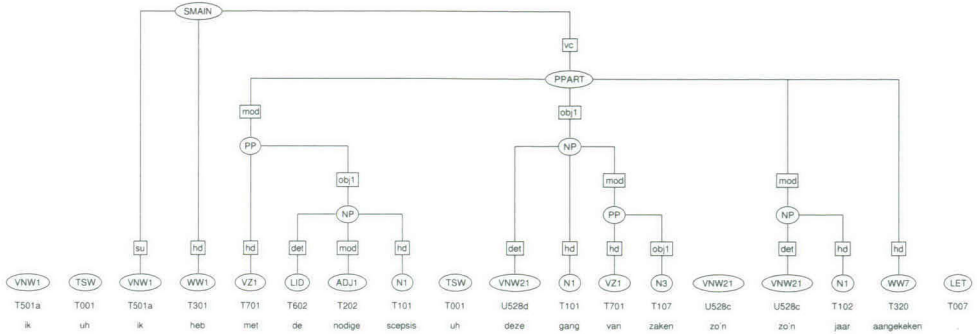 SMAIN
vc
PPART
mod obj1
PP NP
obj1 mod mod
NP PP NP
su hd hd det mod hd det hd hd obj1 det hd hd
VNW1 TSW VNW1 WW1 VZ1 LID ADJ1 N1 TSW VNW21 N1 VZ1 N3 VNW21 VNW21 N1 WW7 LET
T501a T001 T501a T301 T701 T602 T202 T101 T001 U528d T101 T701 T107 U528c U528c T102 T320 T007
ik uh ik heb met de nodige scepsis uh deze gang van zaken zo'n zo'n jaar aangekeken .